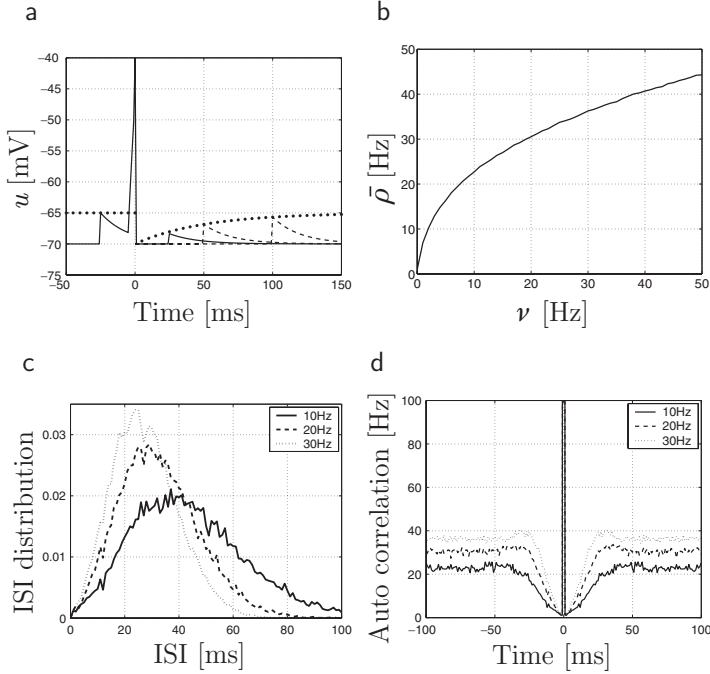 a
−40
−45
−50
−55
−60
−65
−70
−75
−50
0
50
100
150
u [mV]
Time [ms]
b
50
40
30
20
10
0
0
10
20
30
40
50
ρ̄ [Hz]
ν [Hz]
c
0.03
0.02
0.01
0
0
20
40
60
80
100
10Hz
20Hz
30Hz
ISI distribution
ISI [ms]
d
100
80
60
40
20
0
−100
−50
0
50
100
10Hz
20Hz
30Hz
Auto correlation [Hz]
Time [ms]